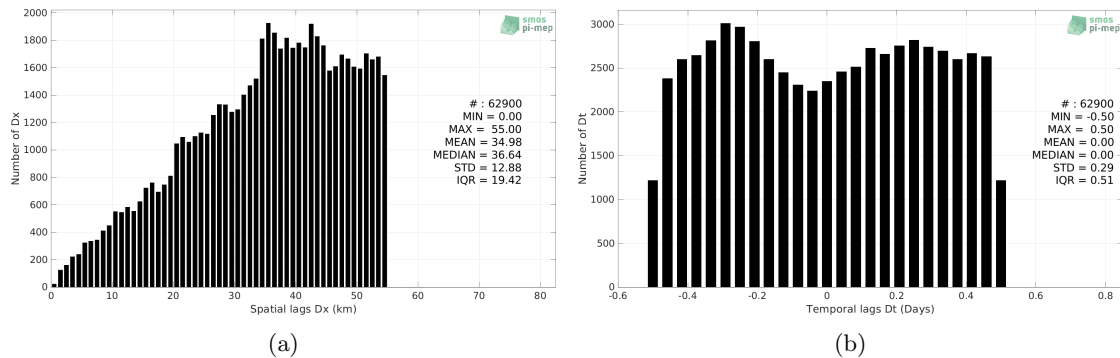 2000
1800
1600
1400
1200
1000
800
600
400
200
0
Number of Dx
0 10 20 30 40 50 60 70 80
Spatial lags Dx (km)
smos
pi-mep
# : 62900
MIN = 0.00
MAX = 55.00
MEAN = 34.98
MEDIAN = 36.64
STD = 12.88
IQR = 19.42
(a)
3000
2500
2000
1500
1000
500
0
Number of Dt
-0.6 -0.4 -0.2 0 0.2 0.4 0.6 0.8
Temporal lags Dt (Days)
smos
pi-mep
# : 62900
MIN = -0.50
MAX = 0.50
MEAN = 0.00
MEDIAN = 0.00
STD = 0.29
IQR = 0.51
(b)